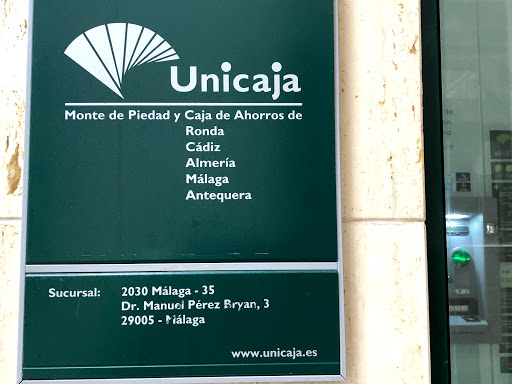 Unicaja
Monte de Piedad y Caja de Ahorros de
Ronda
Cádiz
Almería
Málaga
Antequera
Sucursal: 2030 Málaga - 35
Dr. Manuel Pérez Bryan, 3
29005 - Málaga
www.unicaja.es